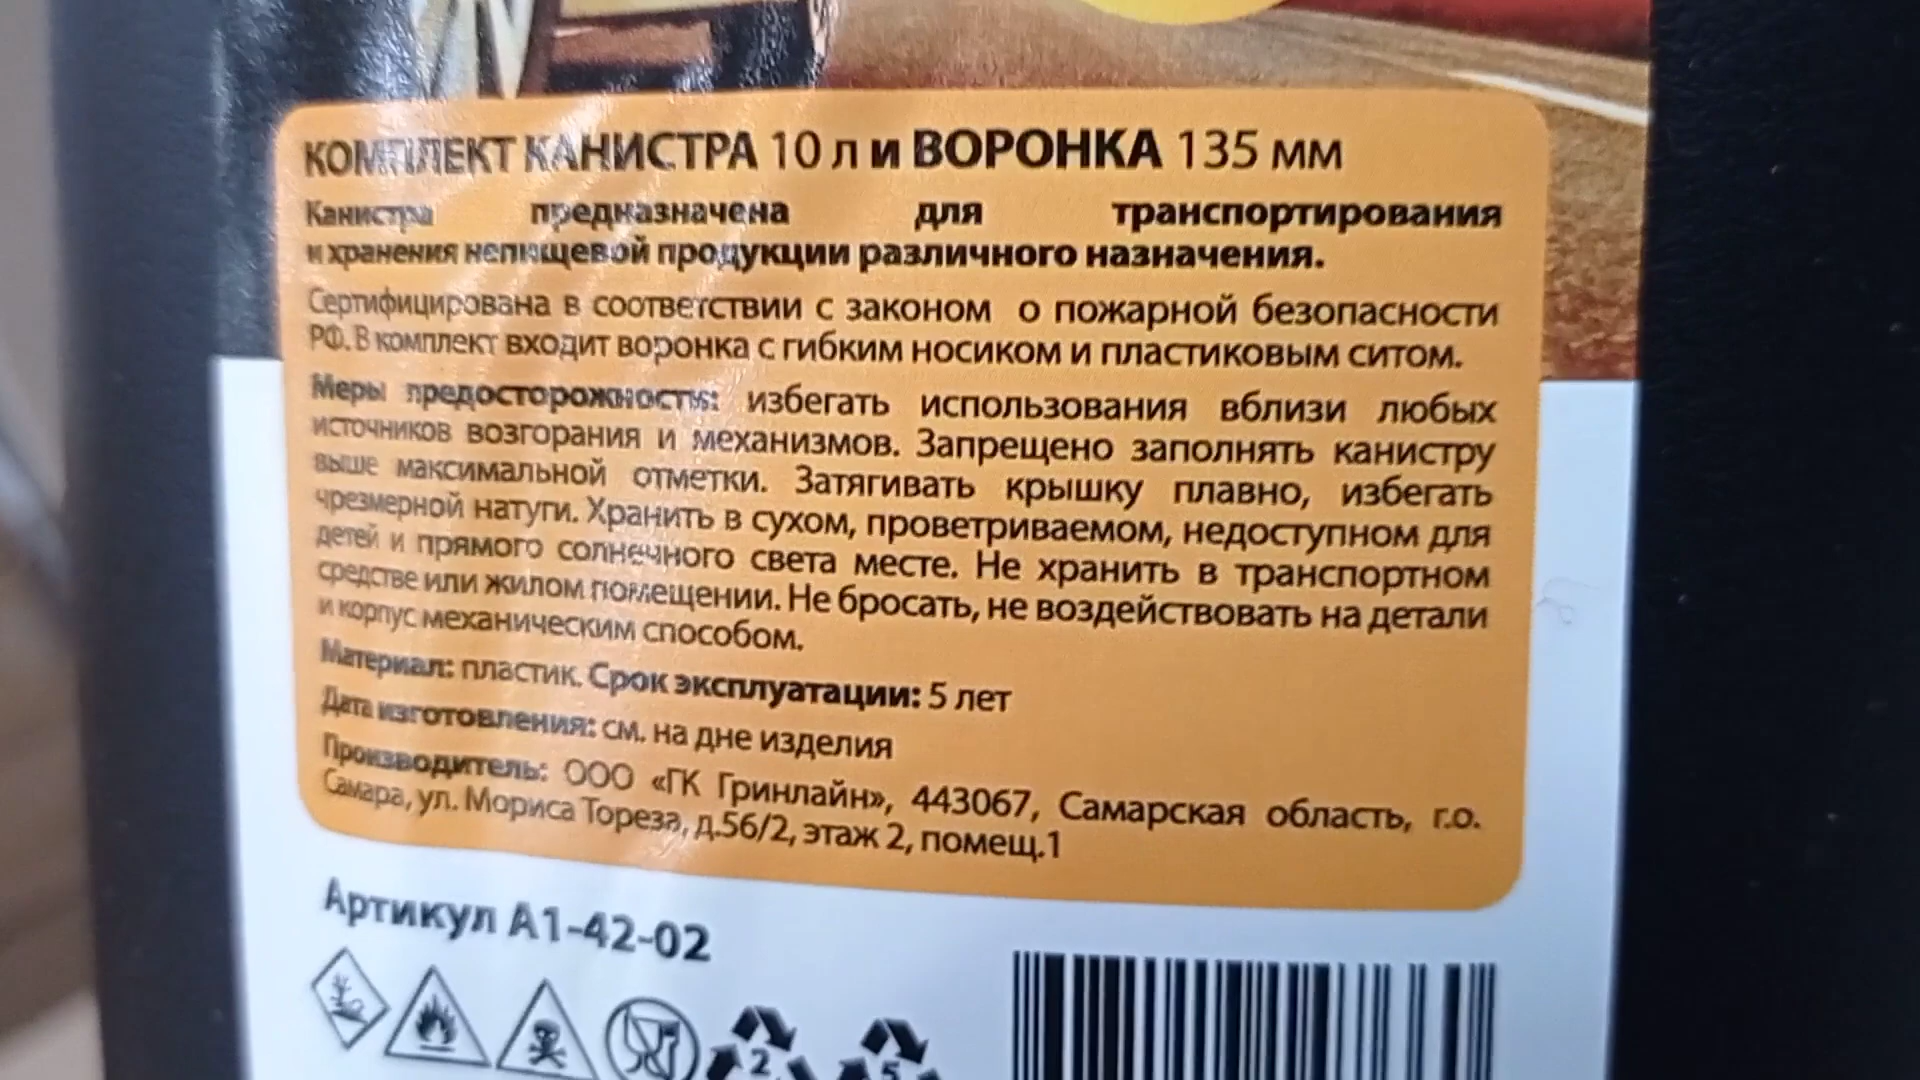 КОМПЛЕКТ КАНИСТРА 10 л и ВОРОНКА 135 мм
Канистра предназначена для транспортирования
и хранения непищевой продукции различного назначения.
Сертифицирована в соответствии с законом о пожарной безопасности
РФ. В комплект входит воронка с гибким носиком и пластиковым ситом.
Меры предосторожности: избегать использования вблизи любых
источников возгорания и механизмов. Запрещено заполнять канистру
выше максимальной отметки. Затягивать крышку плавно, избегать
чрезмерной натуги. Хранить в сухом, проветриваемом, недоступном для
детей и прямого солнечного света месте. Не хранить в транспортном
средстве или жилом помещении. Не бросать, не воздействовать на детали
и корпус механическим способом.
Материал: пластик. Срок эксплуатации: 5 лет
Дата изготовления: см. на дне изделия
Производитель: ООО «ГК Гринлайн», 443067, Самарская область, г.о.
Самара, ул. Мориса Тореза, д.56/2, этаж 2, помещ.1
Артикул А1-42-02
2 5